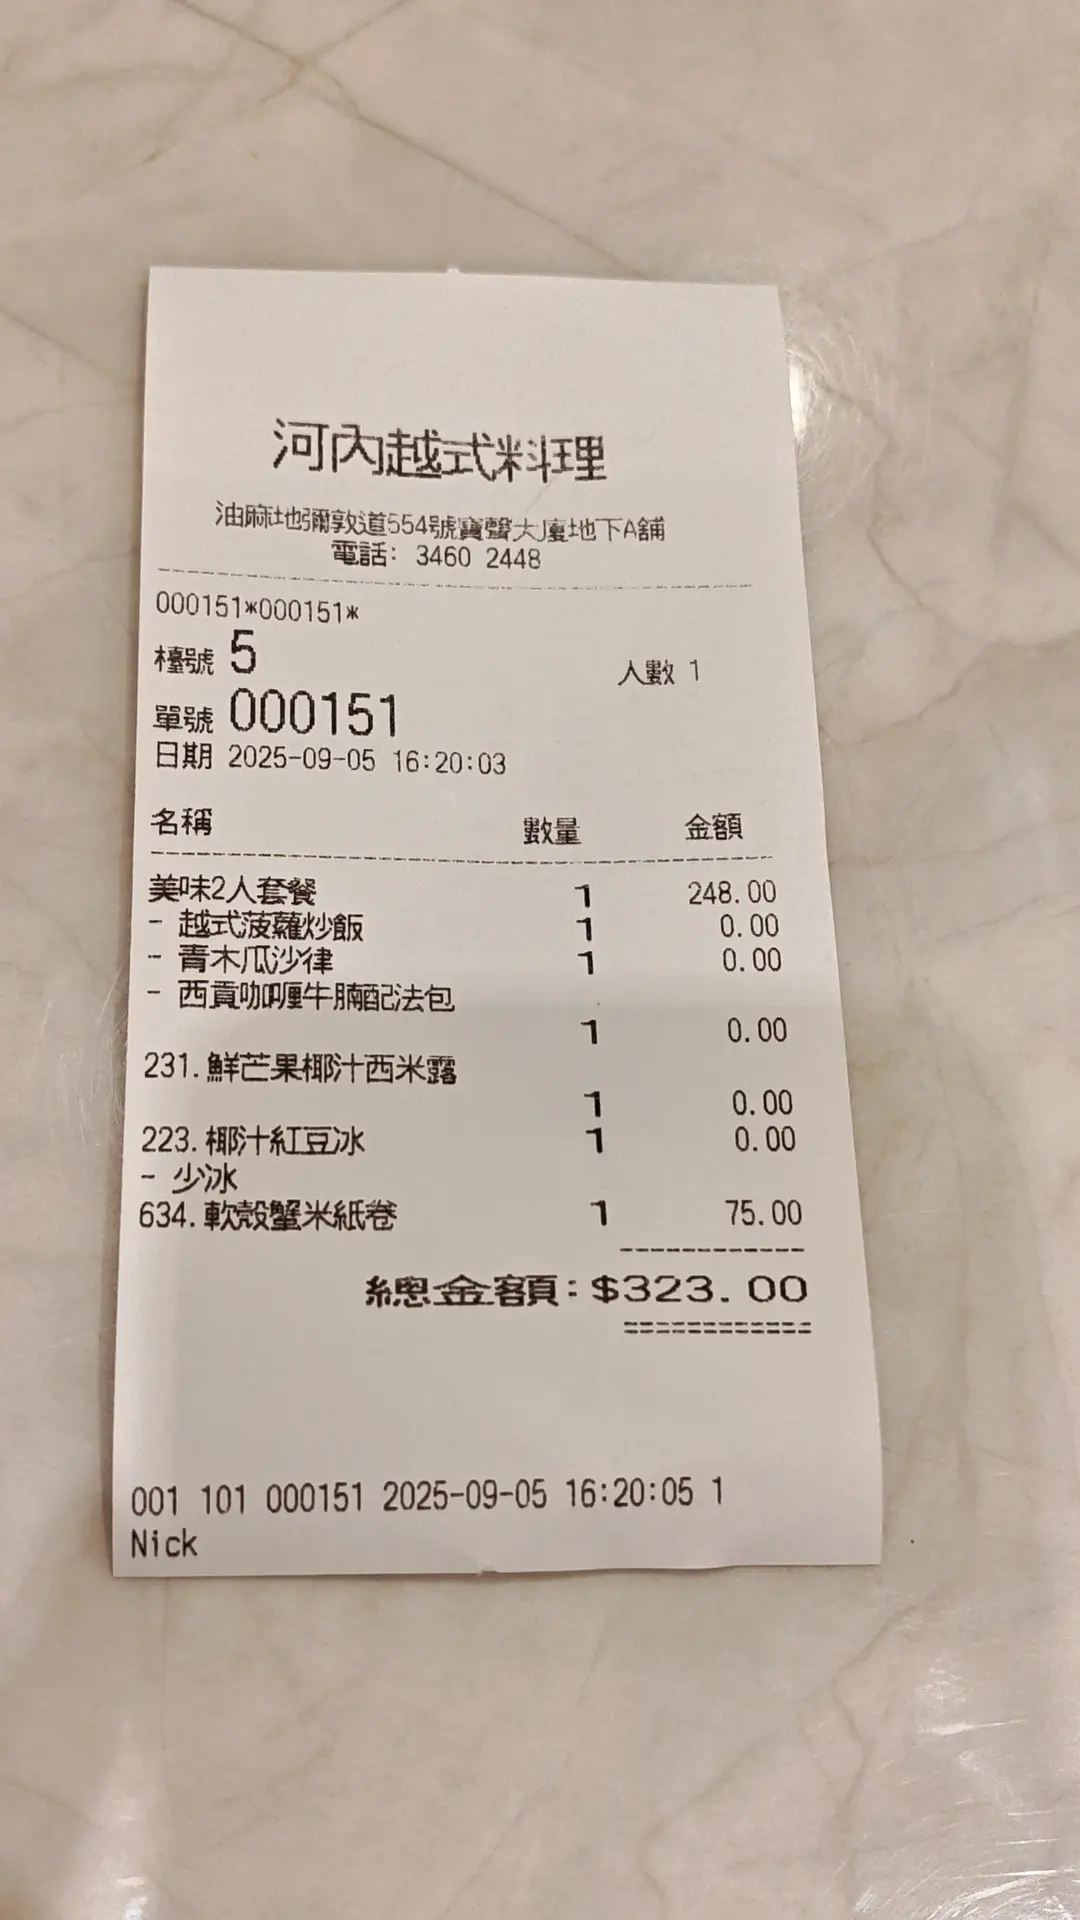 河內越式料理
油麻地彌敦道554號寶聲大廈地下A舖
電話: 3460 2448
000151*000151*
檯號 5 人數 1
單號 000151
日期 2025-09-05 16:20:03
名稱 數量 金額
美味2人套餐 1 248.00
- 越式菠蘿炒飯 1 0.00
- 青木瓜沙律 1 0.00
- 西貢咖喱牛腩配法包
1 0.00
231.鮮芒果椰汁西米露
1 0.00
223.椰汁紅豆冰 1 0.00
- 少冰
634.軟殼蟹米紙卷 1 75.00
總金額:$323.00
001 101 000151 2025-09-05 16:20:05 1
Nick